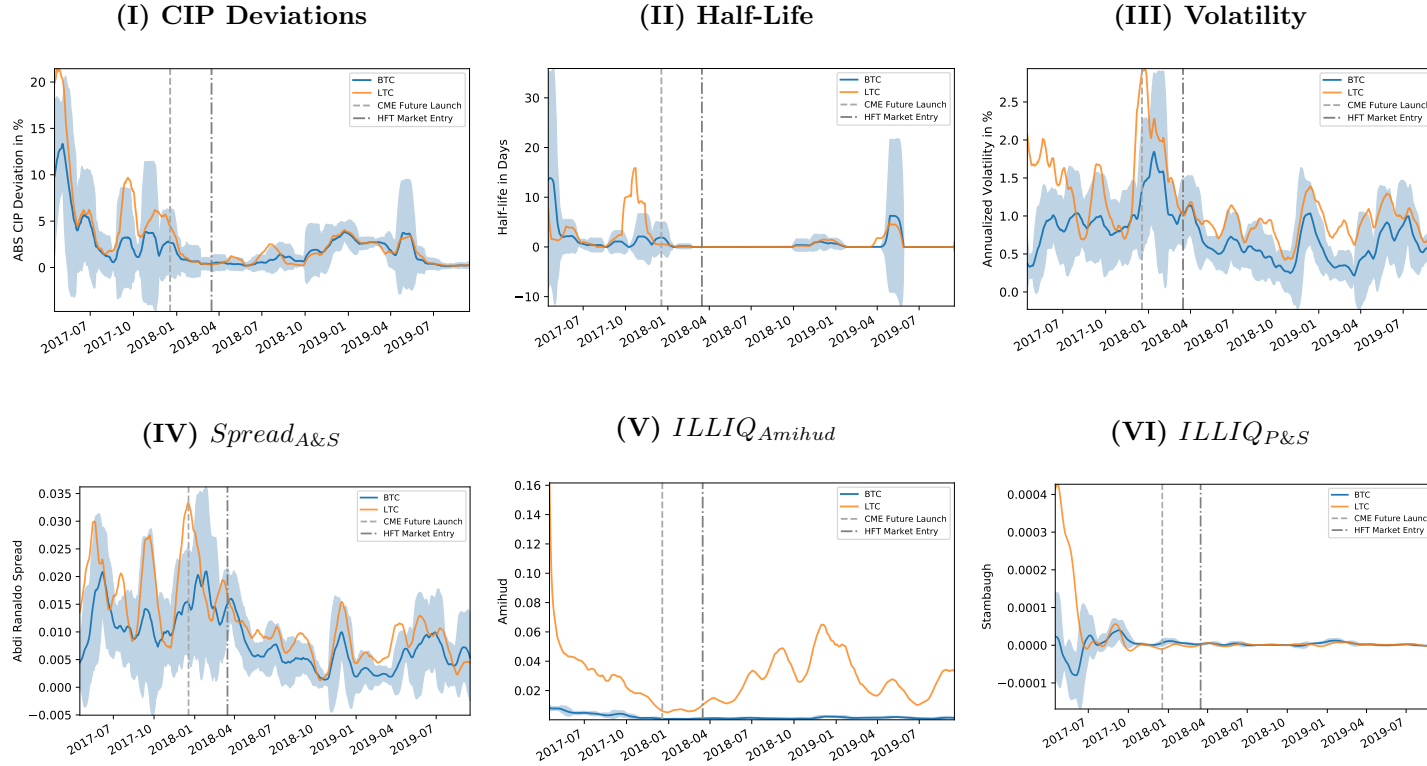 (I) CIP Deviations
(II) Half-Life
(III) Volatility
ABS CIP Deviation in %
20
15
10
5
0
BTC
LTC
CME Future Launch
HFT Market Entry
2017-07
2017-10
2018-01
2018-04
2018-07
2018-10
2019-01
2019-04
2019-07
Half-life in Days
30
20
10
0
−10
BTC
LTC
CME Future Launch
HFT Market Entry
2017-07
2017-10
2018-01
2018-04
2018-07
2018-10
2019-01
2019-04
2019-07
Annualized Volatility in %
2.5
2.0
1.5
1.0
0.5
0.0
BTC
LTC
CME Future Launch
HFT Market Entry
2017-07
2017-10
2018-01
2018-04
2018-07
2018-10
2019-01
2019-04
2019-07
(IV) Spread_{A&S}
(V) ILLIQ_{Amihud}
(VI) ILLIQ_{P&S}
Abdi Ranaldo Spread
0.035
0.030
0.025
0.020
0.015
0.010
0.005
0.000
−0.005
BTC
LTC
CME Future Launch
HFT Market Entry
2017-07
2017-10
2018-01
2018-04
2018-07
2018-10
2019-01
2019-04
2019-07
Amihud
0.16
0.14
0.12
0.10
0.08
0.06
0.04
0.02
BTC
LTC
CME Future Launch
HFT Market Entry
2017-07
2017-10
2018-01
2018-04
2018-07
2018-10
2019-01
2019-04
2019-07
Stambaugh
0.0004
0.0003
0.0002
0.0001
0.0000
−0.0001
BTC
LTC
CME Future Launch
HFT Market Entry
2017-07
2017-10
2018-01
2018-04
2018-07
2018-10
2019-01
2019-04
2019-07